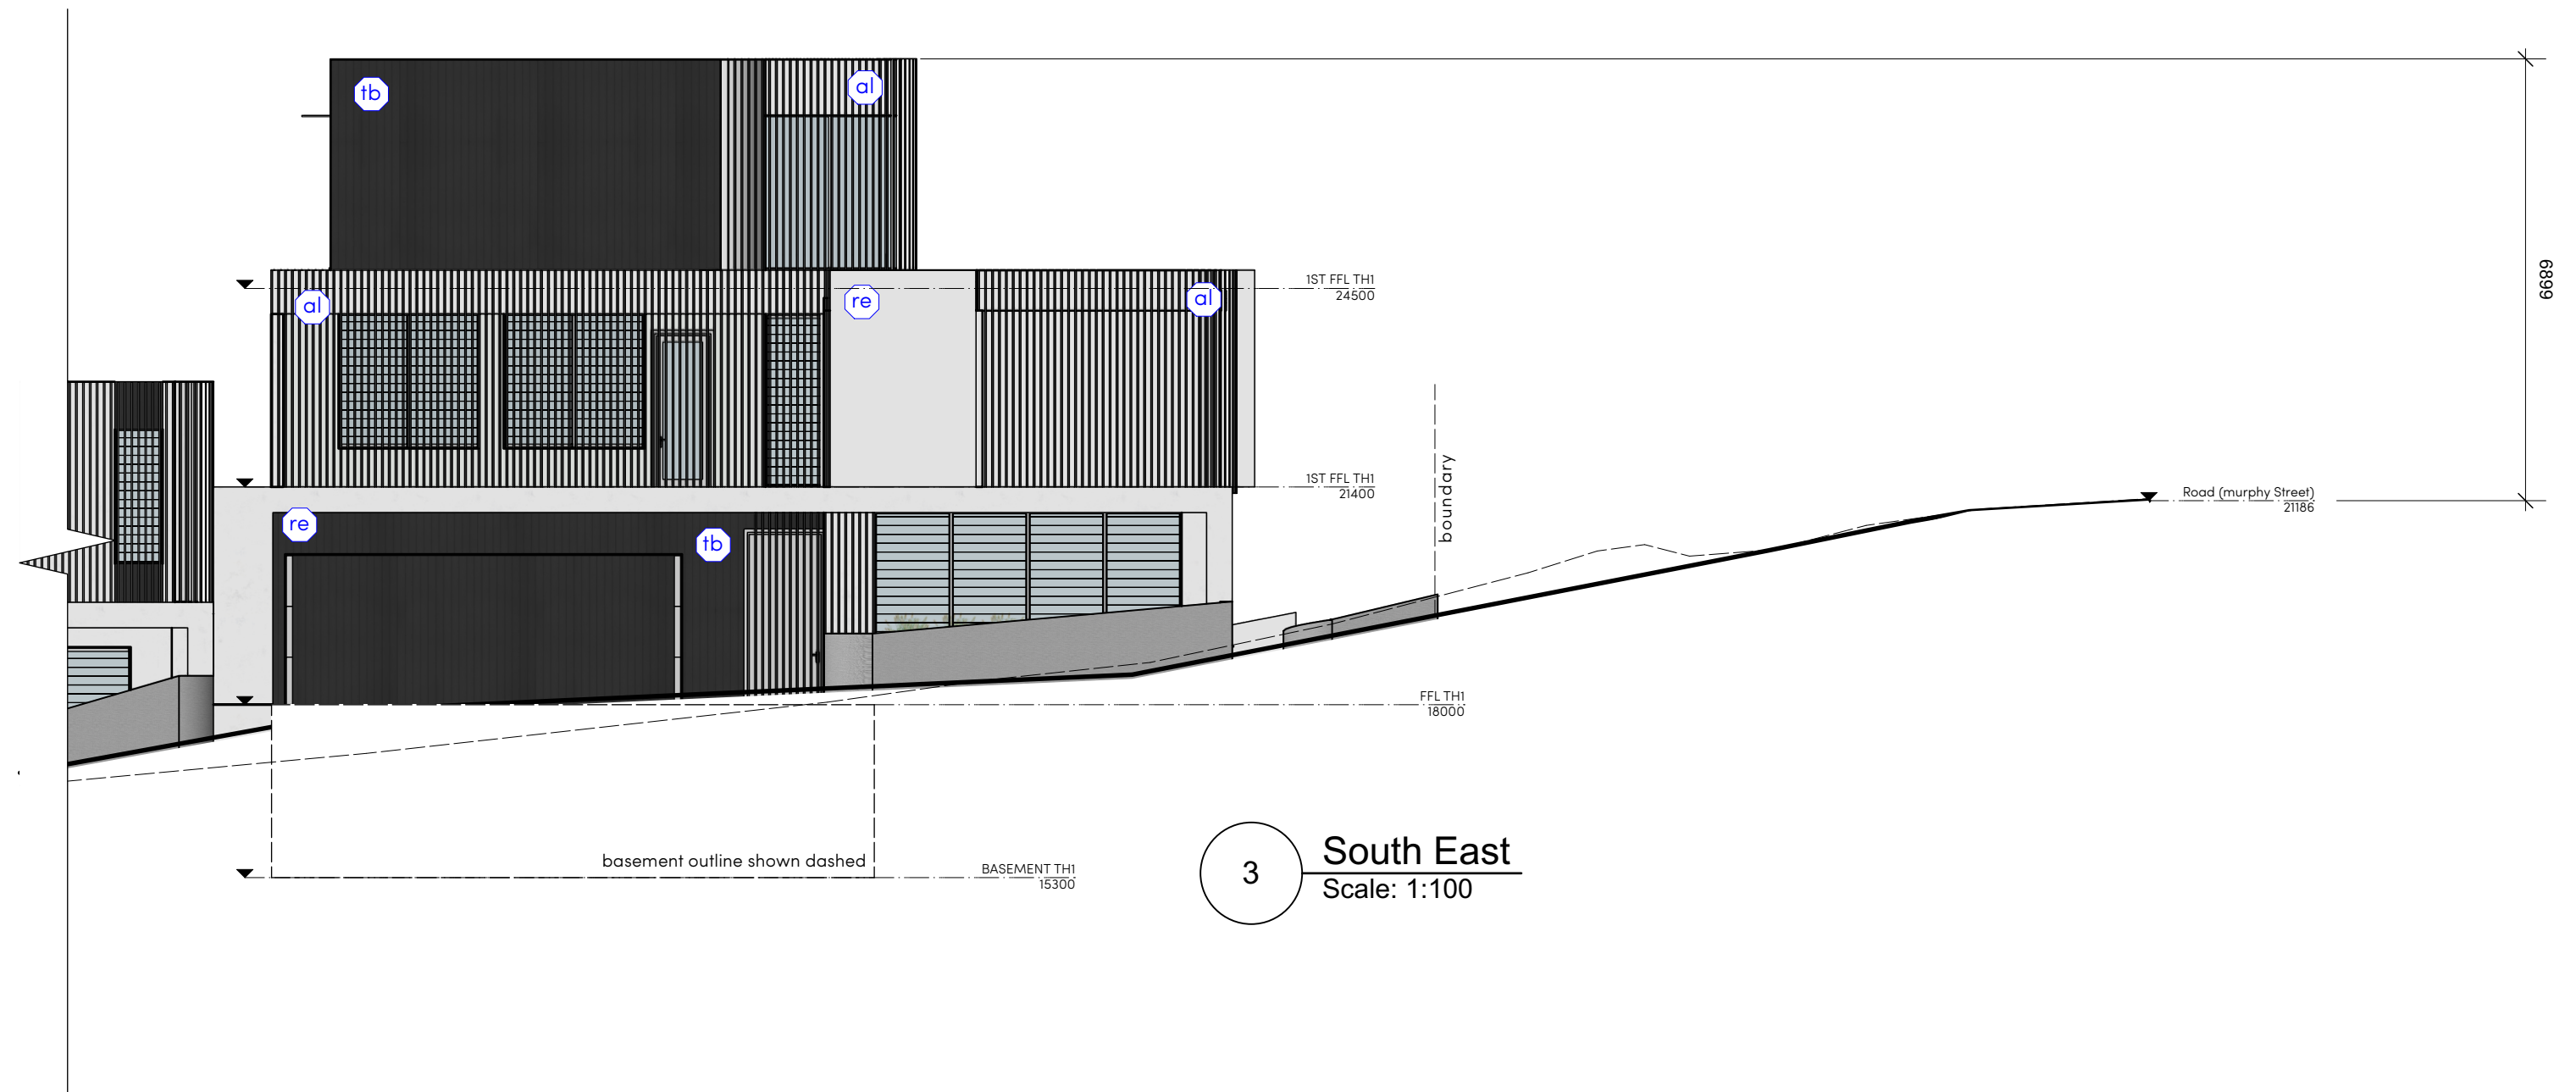 tb
al
1ST FFL TH1
24500
al
re
al
6899
1ST FFL TH1
21400
boundary
Road (murphy Street)
21186
re
tb
FFL TH1
18000
basement outline shown dashed
BASEMENT TH1
15300
3
South East
Scale: 1:100